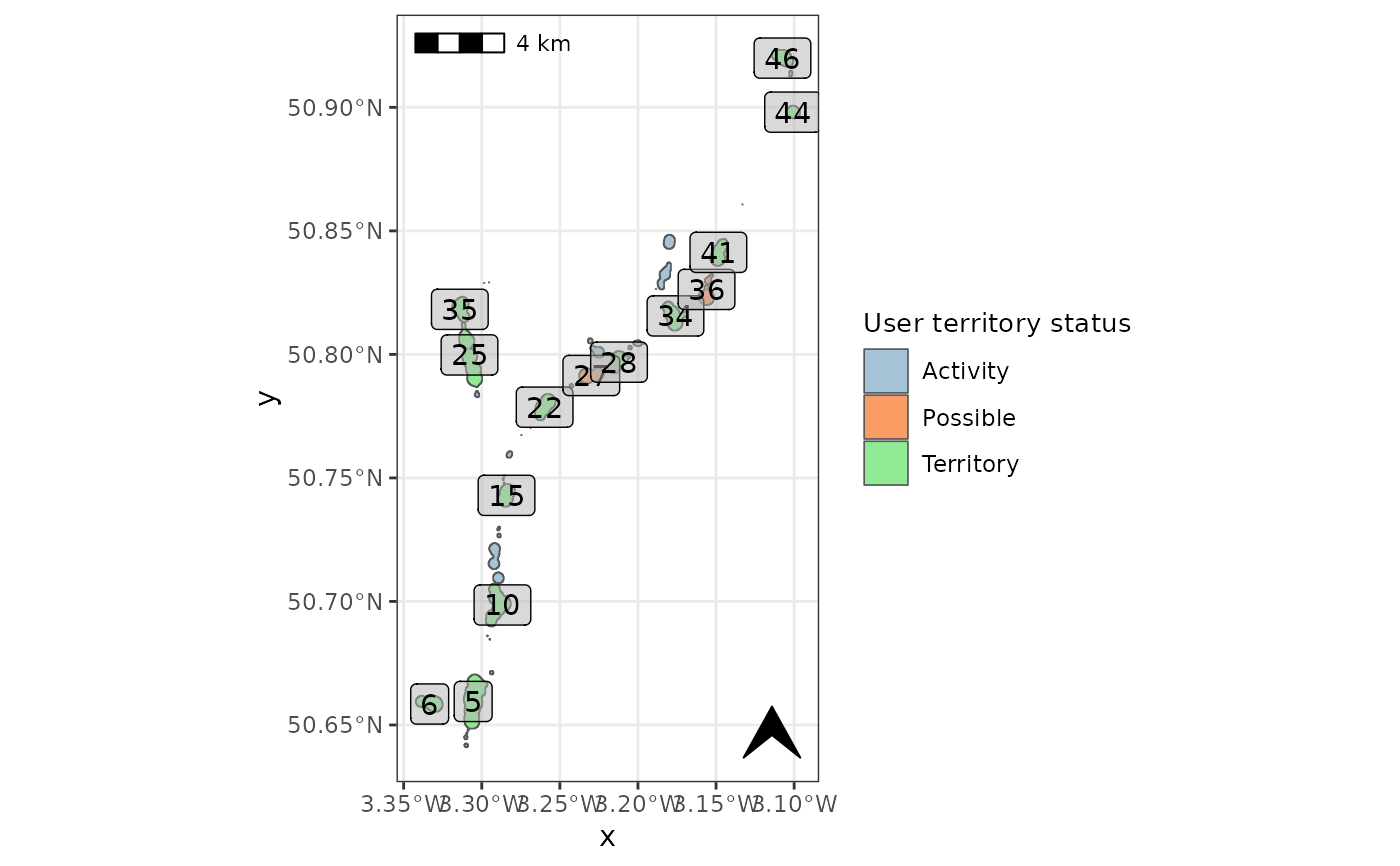 4 km
46
50.90°N
44
50.85°N
41
36
35
34
50.80°N
25
28
27
22
50.75°N
15
50.70°N
10
6
5
50.65°N
3.35°W
3.30°W
3.25°W
3.20°W
3.15°W
3.10°W
x
y
User territory status
Activity
Possible
Territory